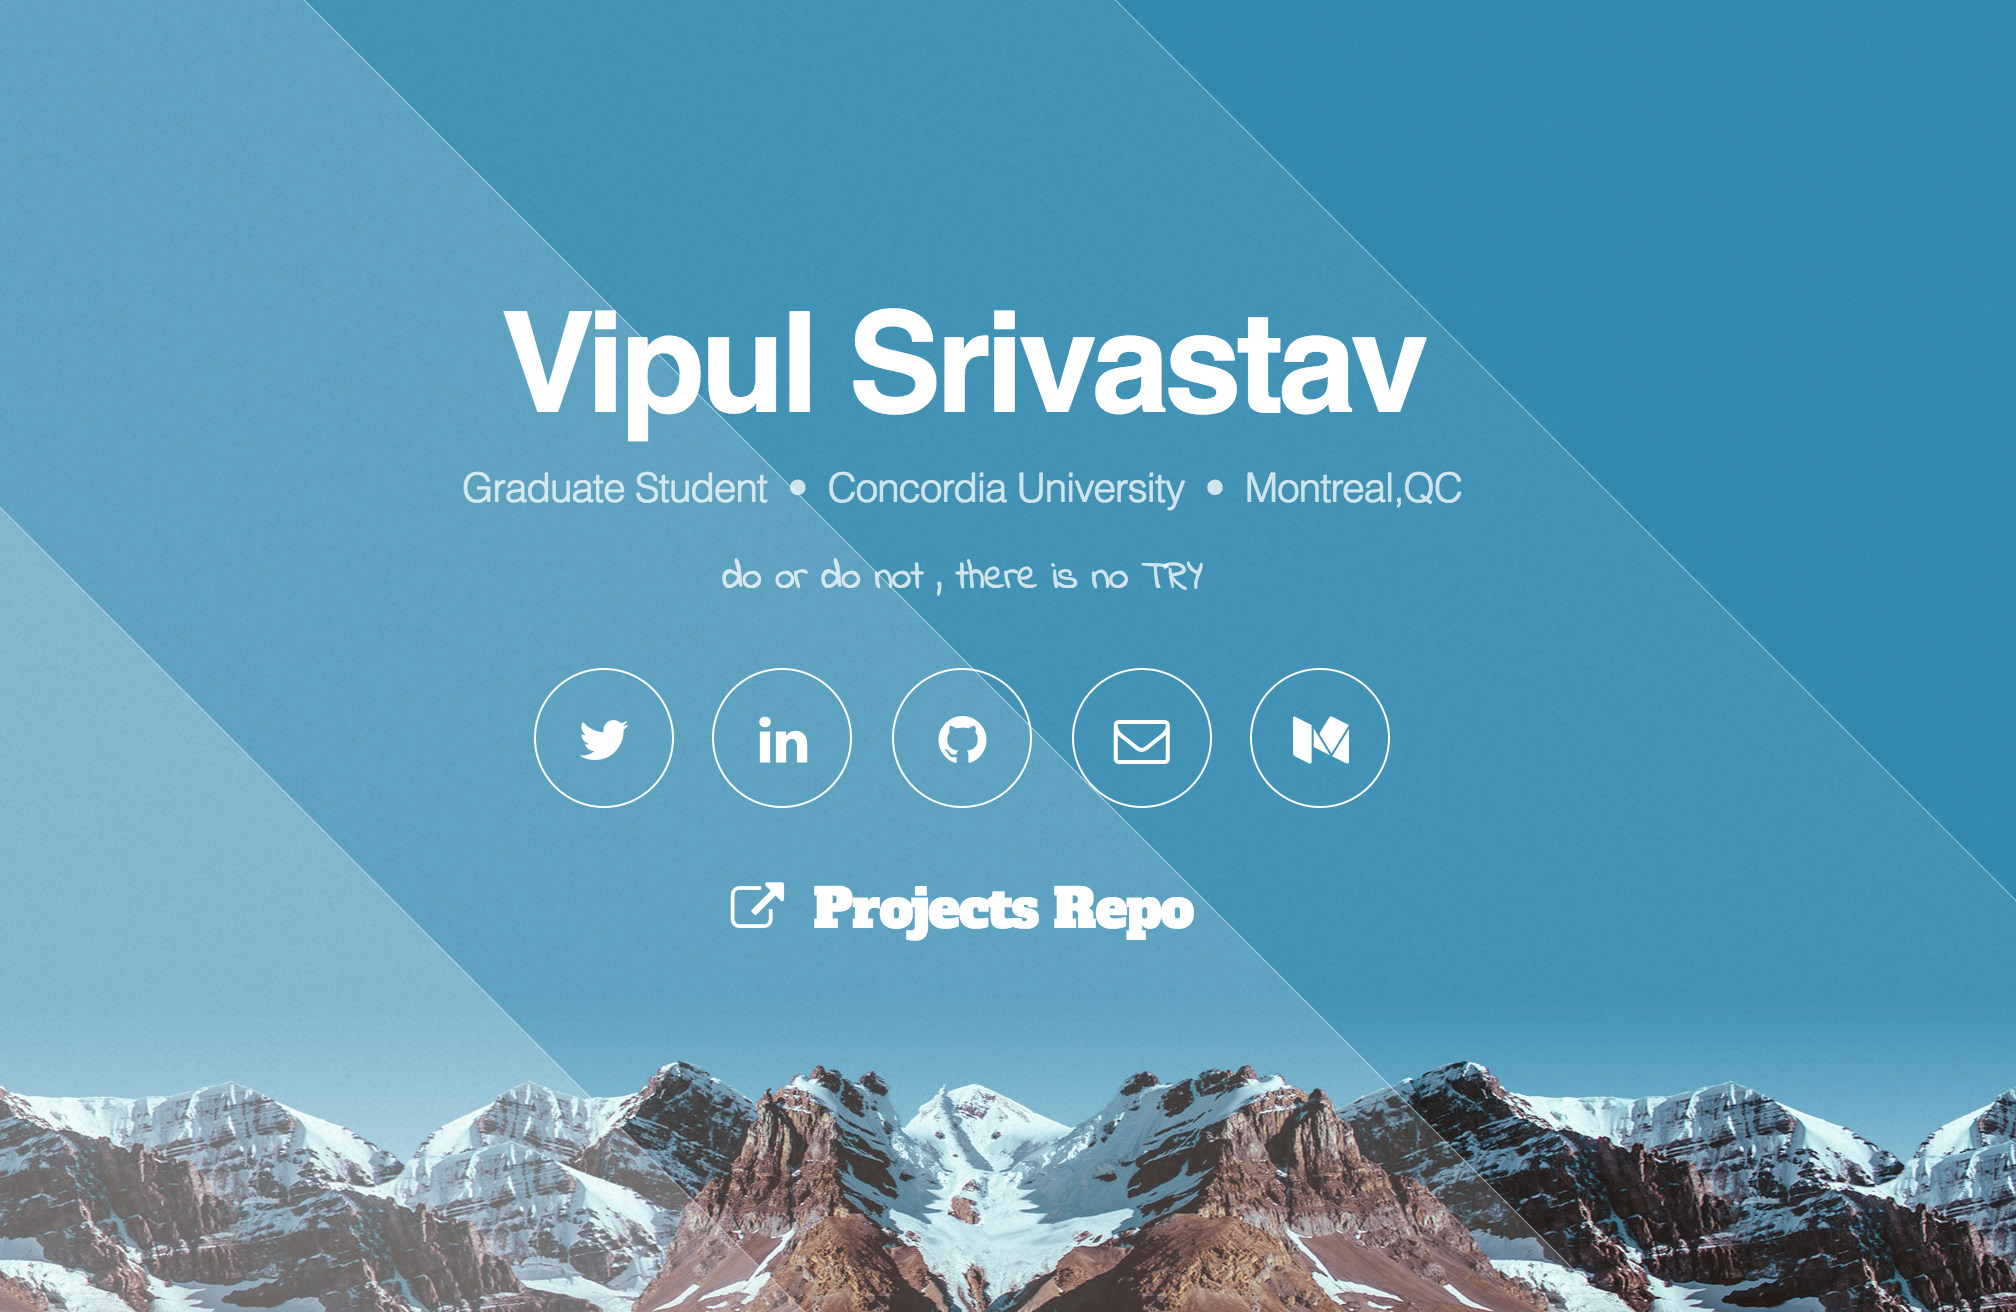 Vipul Srivastav
Graduate Student • Concordia University • Montreal,QC
do or do not , there is no TRY
in
Projects Repo